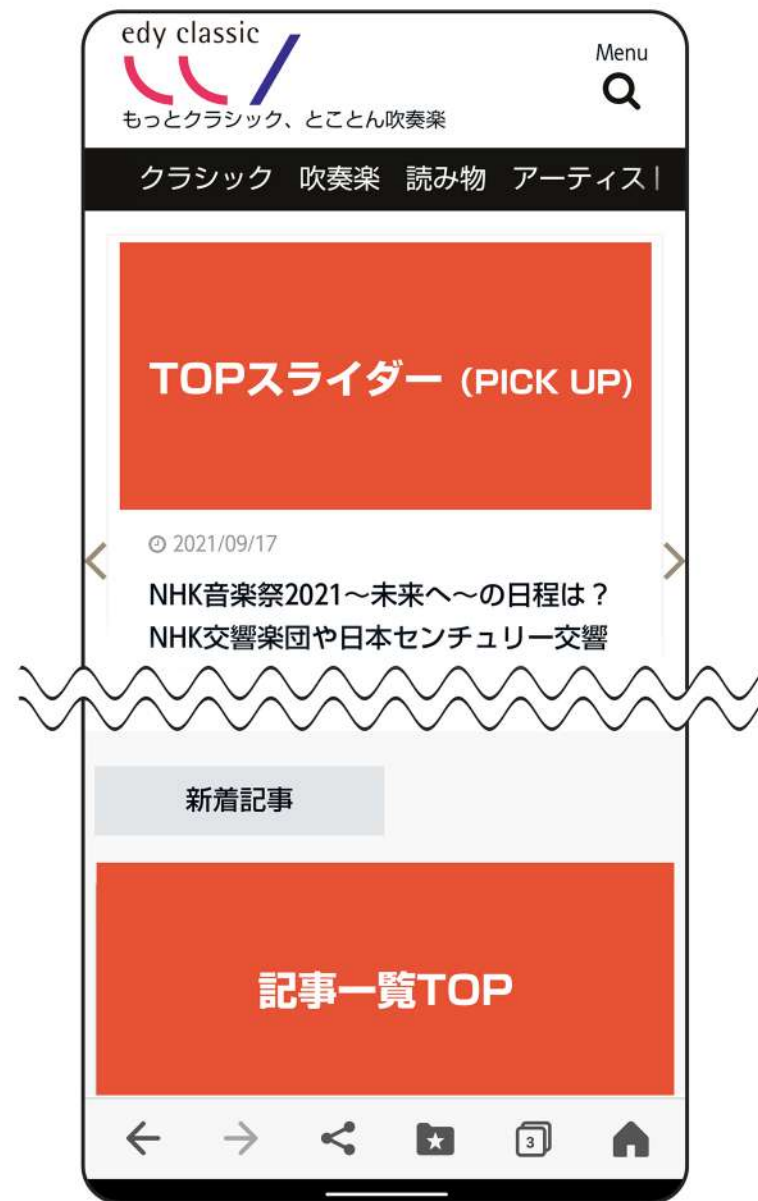 edy classic
Menu
もっとクラシック、とことん吹奏楽
クラシック 吹奏楽 読み物 アーティス
TOPスライダー (PICK UP)
2021/09/17
NHK音楽祭2021～未来へ～の日程は？
NHK交響楽団や日本センチュリー交響
新着記事
記事一覧TOP
3